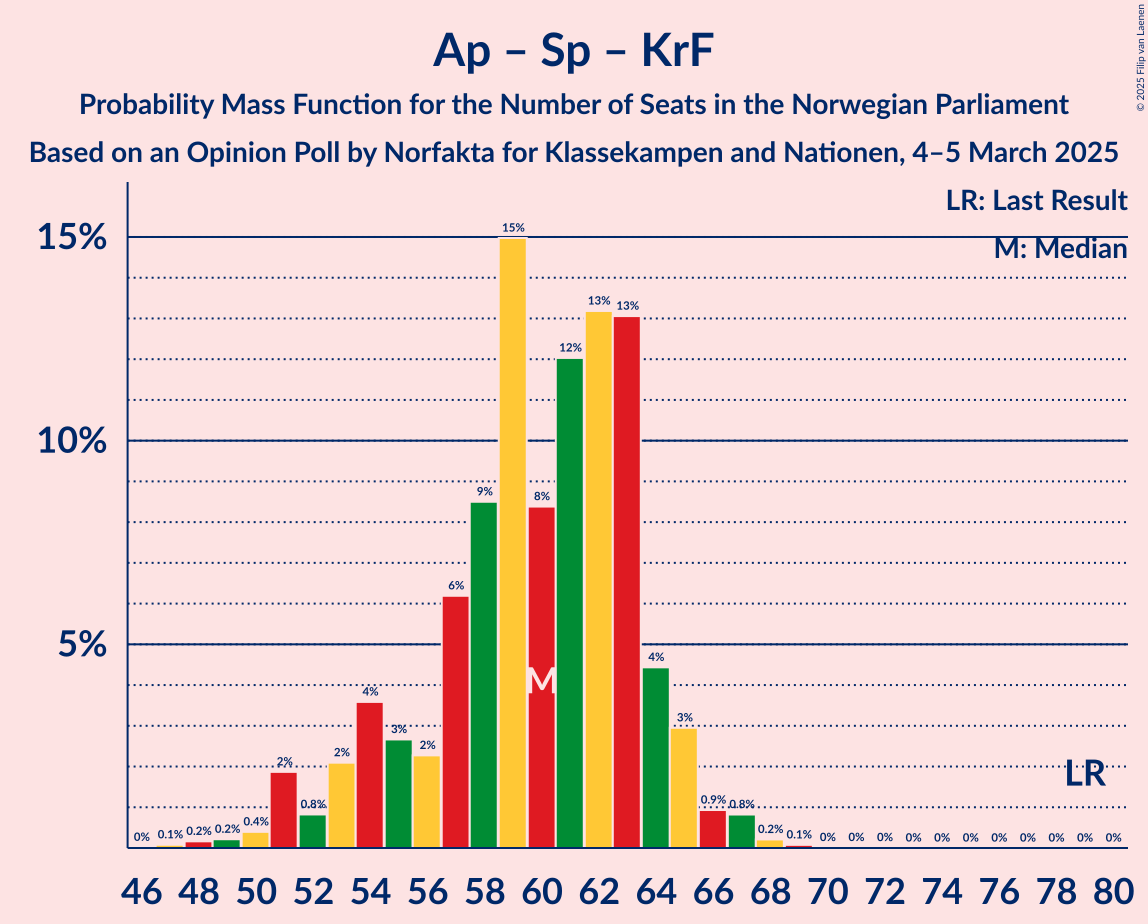 Ap – Sp – KrF
Probability Mass Function for the Number of Seats in the Norwegian Parliament
Based on an Opinion Poll by Norfakta for Klassekampen and Nationen, 4–5 March 2025
© 2025 Filip van Laenen
LR: Last Result
M: Median
15%
10%
5%
0% 0.1% 0.2% 0.2% 0.4% 2% 0.8% 2% 4% 3% 2% 6% 9% 15% 8% 12% 13% 13% 4% 3% 0.9% 0.8% 0.2% 0.1% 0% 0% 0% 0% 0% 0% 0% 0% 0% 0% 0%
M
LR
46 48 50 52 54 56 58 60 62 64 66 68 70 72 74 76 78 80